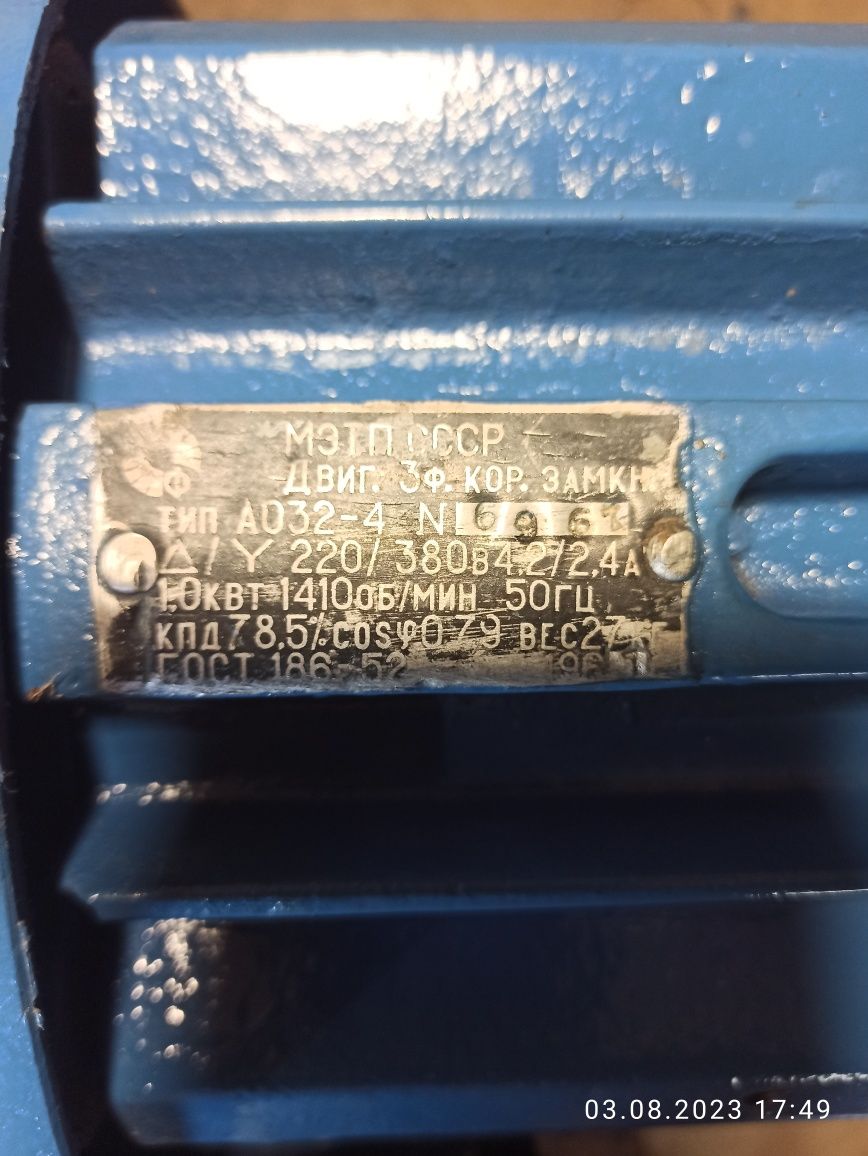 МЭТП СССР
Ф
ДВИГ. 3Ф. КОР. ЗАМКН.
ТИП АО32-4 N
Δ/Y 220/380В 4,2/2,4А
1,0КВТ 1410ОБ/МИН 50ГЦ
КПД 78.5% COSφ 0,79 ВЕС
ГОСТ 186-52
03.08.2023 17:49